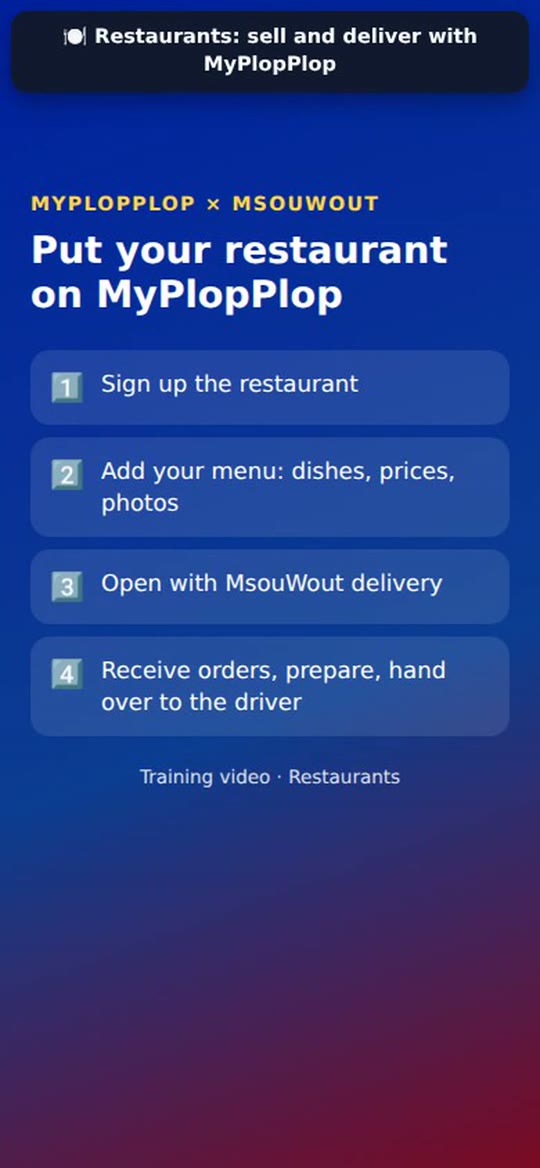 🍽️ Restaurants: sell and deliver with
MyPlopPlop
MYPLOPPLOP × MSOUWOUT
Put your restaurant
on MyPlopPlop
1 Sign up the restaurant
2 Add your menu: dishes, prices,
photos
3 Open with MsouWout delivery
4 Receive orders, prepare, hand
over to the driver
Training video · Restaurants